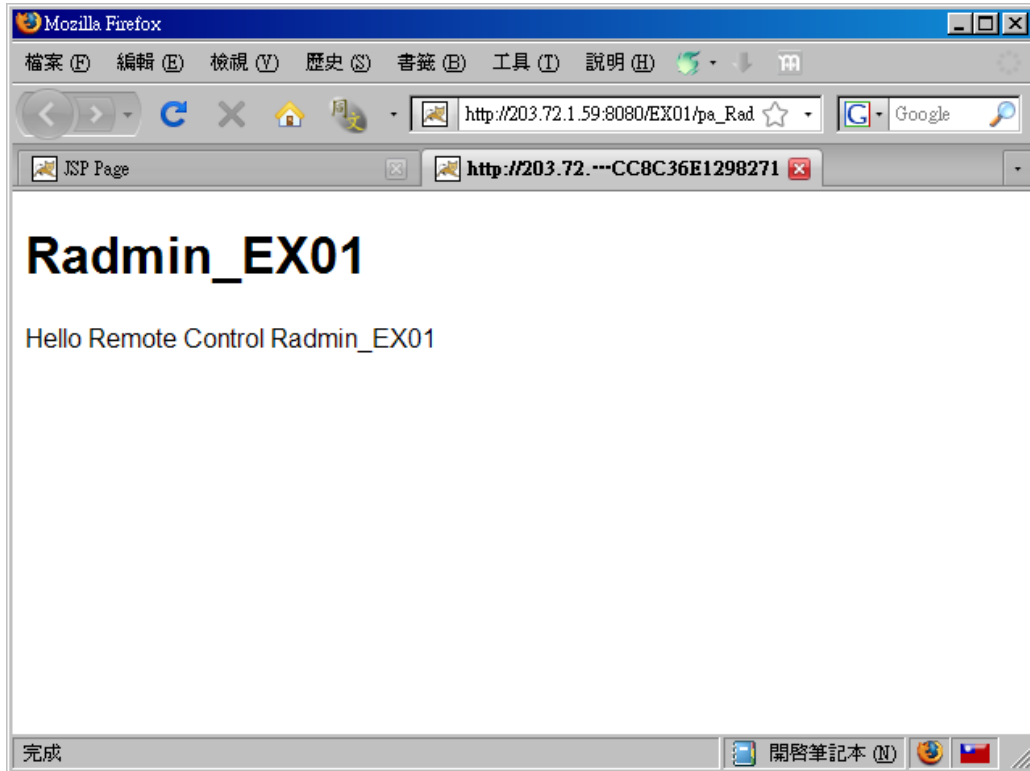 Mozilla Firefox
檔案 (F) 編輯 (E) 檢視 (V) 歷史 (S) 書籤 (B) 工具 (T) 說明 (H)
http://203.72.1.59:8080/EX01/pa_Rad Google
JSP Page http://203.72.---CC8C36E1298271
Radmin_EX01
Hello Remote Control Radmin_EX01
完成 開啓筆記本 (N)